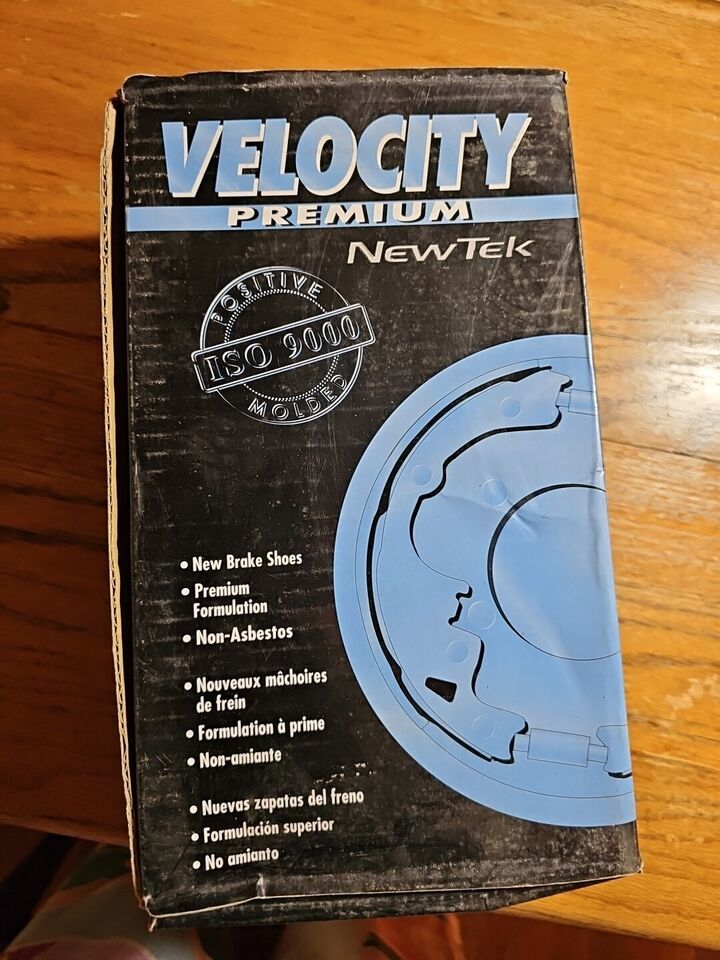 VELOCITY
PREMIUM
NEWTEK
POSITIVE
ISO 9000
MOLDED
• New Brake Shoes
• Premium
Formulation
• Non-Asbestos
• Nouveaux mâchoires
de frein
• Formulation à prime
• Non-amiante
• Nuevas zapatas del freno
• Formulación superior
• No amianto